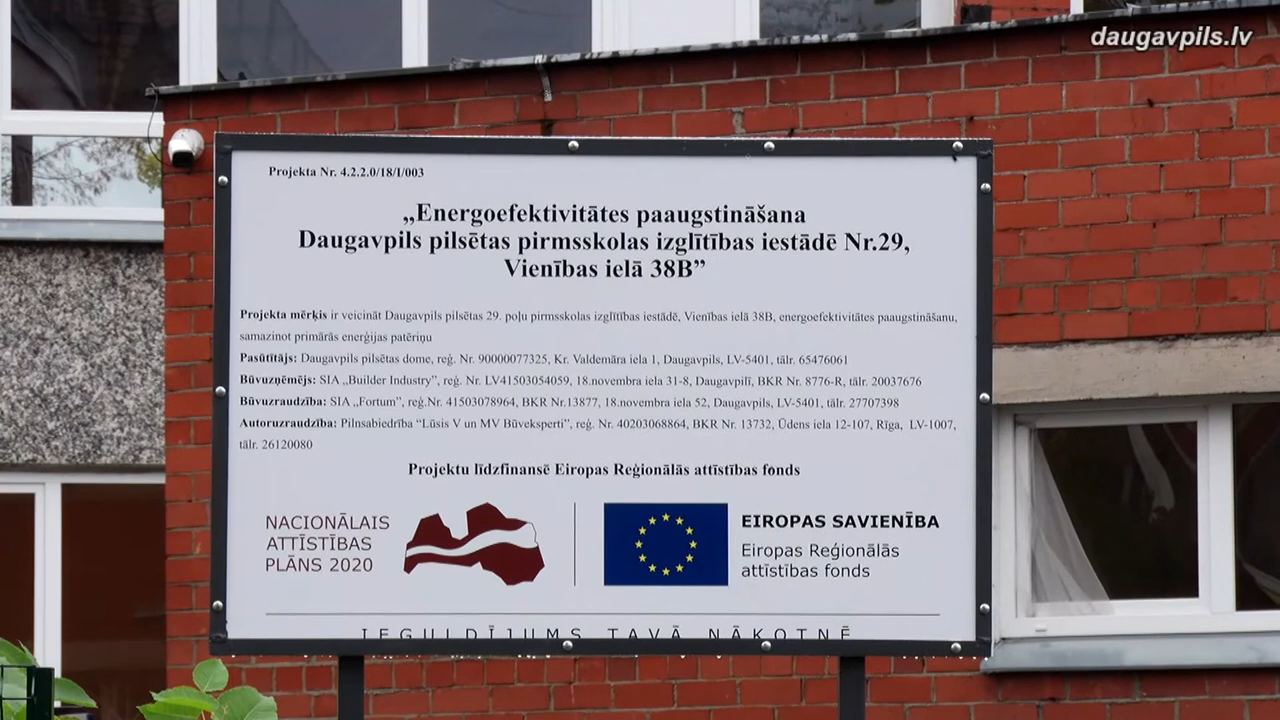 daugavpils.lv
Projekta Nr. 4.2.2.0/18/I/003
„Energoefektivitātes paaugstināšana
Daugavpils pilsētas pirmsskolas izglītības iestādē Nr.29,
Vienības ielā 38B”
Projekta mērķis ir veicināt Daugavpils pilsētas 29. poļu pirmsskolas izglītības iestādē, Vienības ielā 38B, energoefektivitātes paaugstināšanu,
samazinot primārās enerģijas patēriņu
Pasūtītājs: Daugavpils pilsētas dome, reģ. Nr. 90000077325, Kr. Valdemāra iela 1, Daugavpils, LV-5401, tālr. 65476061
Būvuzņēmējs: SIA „Builder Industry”, reģ. Nr. LV41503054059, 18.novembra iela 31-8, Daugavpilī, BKR Nr. 8776-R, tālr. 20037676
Būvuzraudzība: SIA „Fortum”, reģ.Nr. 41503078964, BKR Nr.13877, 18.novembra iela 52, Daugavpils, LV-5401, tālr. 27707398
Autoruzraudzība: Pilnsabiedrība “Lūsis V un MV Būveksperti”, reģ. Nr. 40203068864, BKR Nr. 13732, Ūdens iela 12-107, Rīga, LV-1007,
tālr. 26120080
Projektu līdzfinansē Eiropas Reģionālās attīstības fonds
NACIONĀLAIS
ATTĪSTĪBAS
PLĀNS 2020
EIROPAS SAVIENĪBA
Eiropas Reģionālās
attīstības fonds
IEGULDĪJUMS TAVĀ NĀKOTNĒ